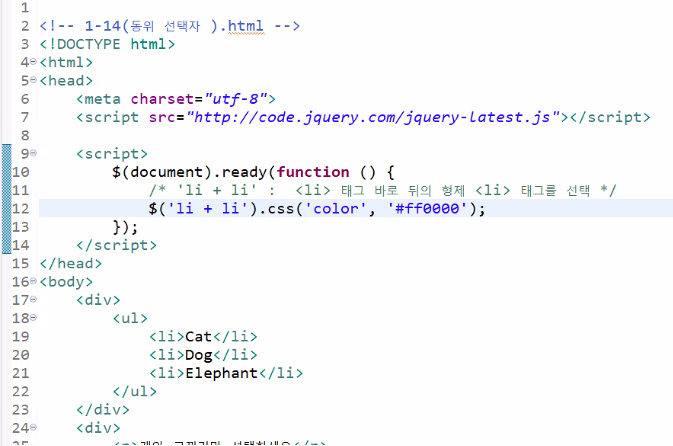 1
2 <!-- 1-14(동위 선택자 ).html -->
3 <!DOCTYPE html>
4 <html>
5 <head>
6 <meta charset="utf-8">
7 <script src="http://code.jquery.com/jquery-latest.js"></script>
8
9 <script>
10 $(document).ready(function () {
11 /* 'li + li' :  <li> 태그 바로 뒤의 형제 <li> 태그를 선택 */
12 $('li + li').css('color', '#ff0000');
13 });
14 </script>
15 </head>
16 <body>
17 <div>
18 <ul>
19 <li>Cat</li>
20 <li>Dog</li>
21 <li>Elephant</li>
22 </ul>
23 </div>
24 <div>